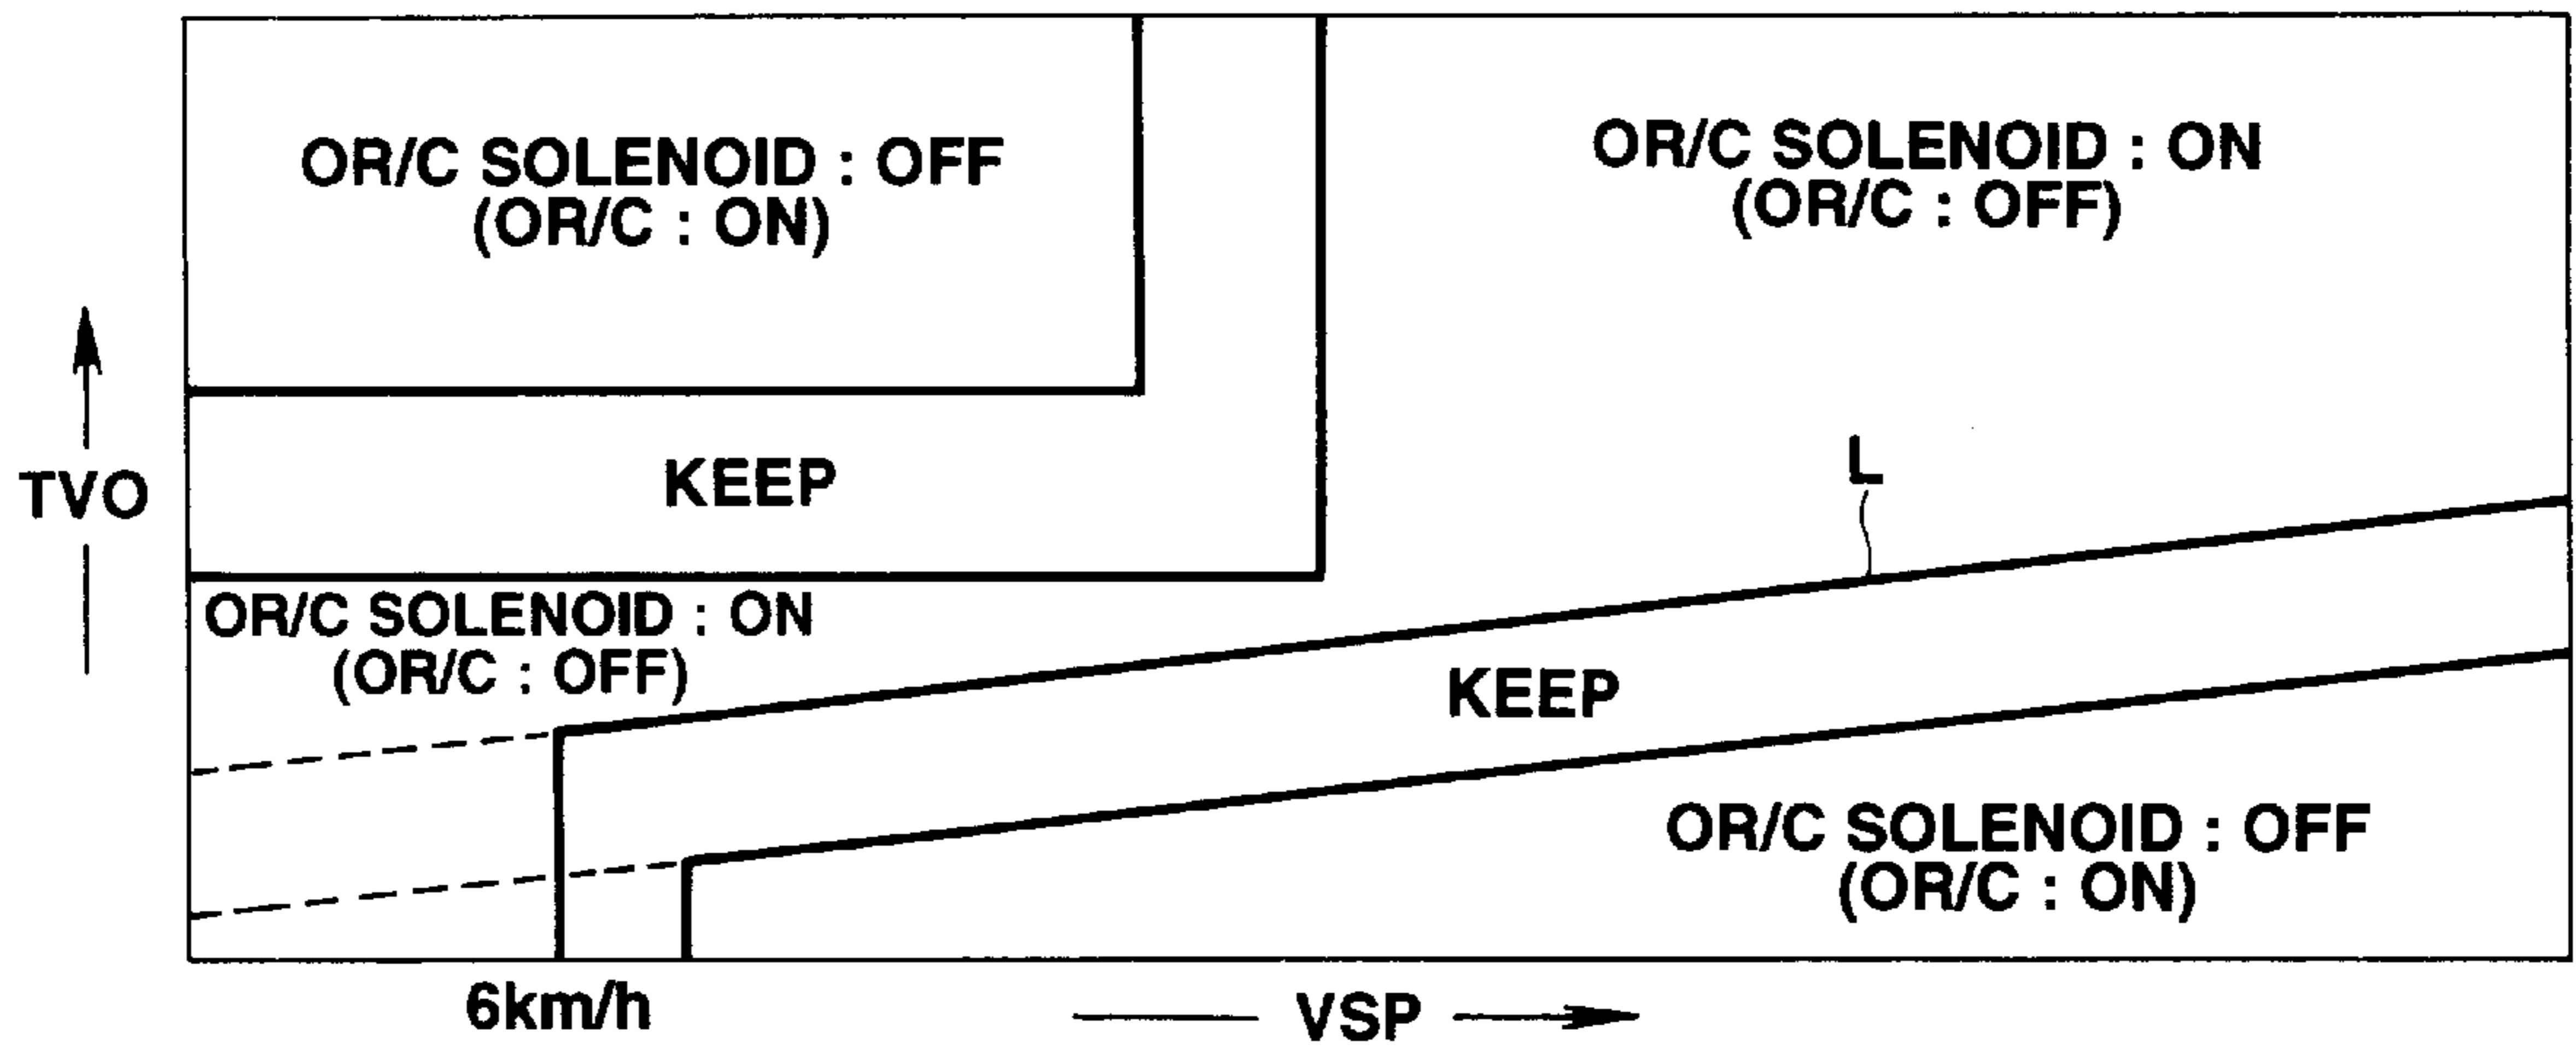 OR/C SOLENOID : OFF
(OR/C : ON)
OR/C SOLENOID : ON
(OR/C : OFF)
TVO
KEEP
L
OR/C SOLENOID : ON
(OR/C : OFF)
KEEP
OR/C SOLENOID : OFF
(OR/C : ON)
6km/h
VSP